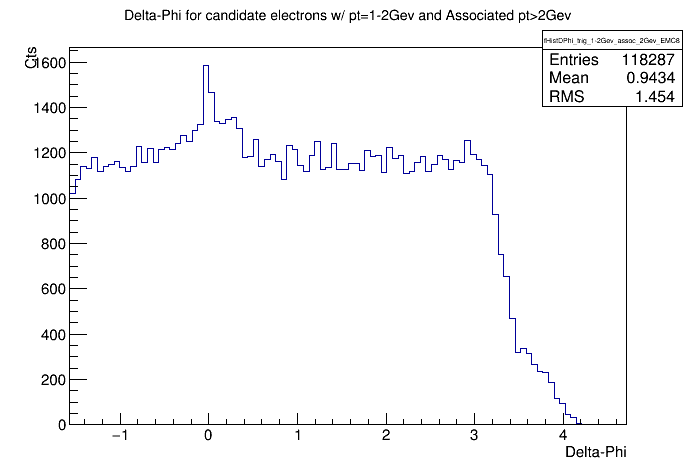 Delta-Phi for candidate electrons w/ pt=1-2Gev and Associated pt>2Gev
fHistDPhi_trig_1-2Gev_assoc_2Gev_EMC8
Entries 118287
Mean 0.9434
RMS 1.454
Cts
1600
1400
1200
1000
800
600
400
200
0
−1 0 1 2 3 4
Delta-Phi